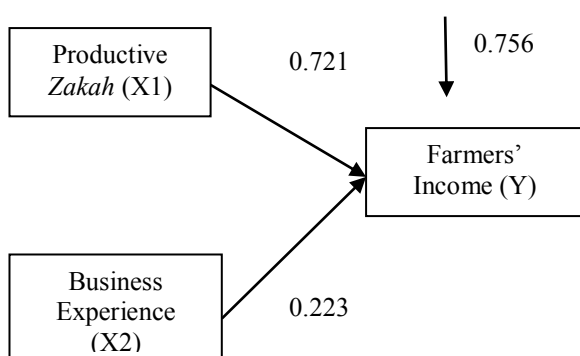 Productive
Zakah (X1)
0.721
0.756
Farmers'
Income (Y)
Business
Experience
(X2)
0.223